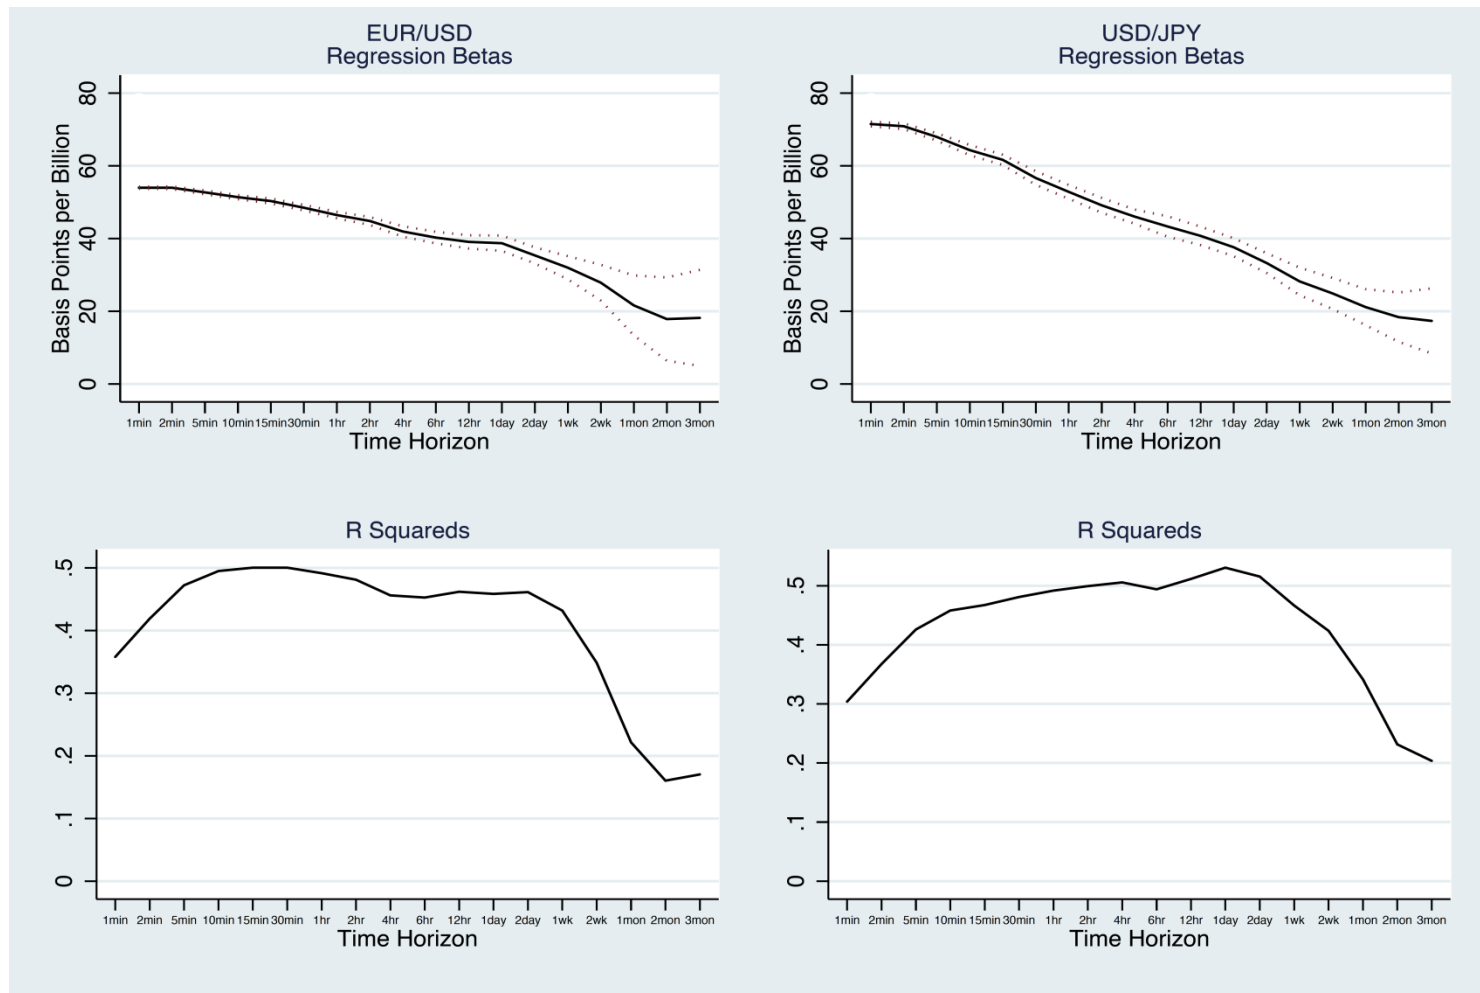 EUR/USD
Regression Betas
Basis Points per Billion
80
60
40
20
0
1min 2min 5min 10min 15min 30min 1hr 2hr 4hr 6hr 12hr 1day 2day 1wk 2wk 1mon 2mon 3mon
Time Horizon
USD/JPY
Regression Betas
Basis Points per Billion
80
60
40
20
0
1min 2min 5min 10min 15min 30min 1hr 2hr 4hr 6hr 12hr 1day 2day 1wk 2wk 1mon 2mon 3mon
Time Horizon
R Squareds
.5
.4
.3
.2
.1
0
1min 2min 5min 10min 15min 30min 1hr 2hr 4hr 6hr 12hr 1day 2day 1wk 2wk 1mon 2mon 3mon
Time Horizon
R Squareds
.5
.4
.3
.2
.1
0
1min 2min 5min 10min 15min 30min 1hr 2hr 4hr 6hr 12hr 1day 2day 1wk 2wk 1mon 2mon 3mon
Time Horizon